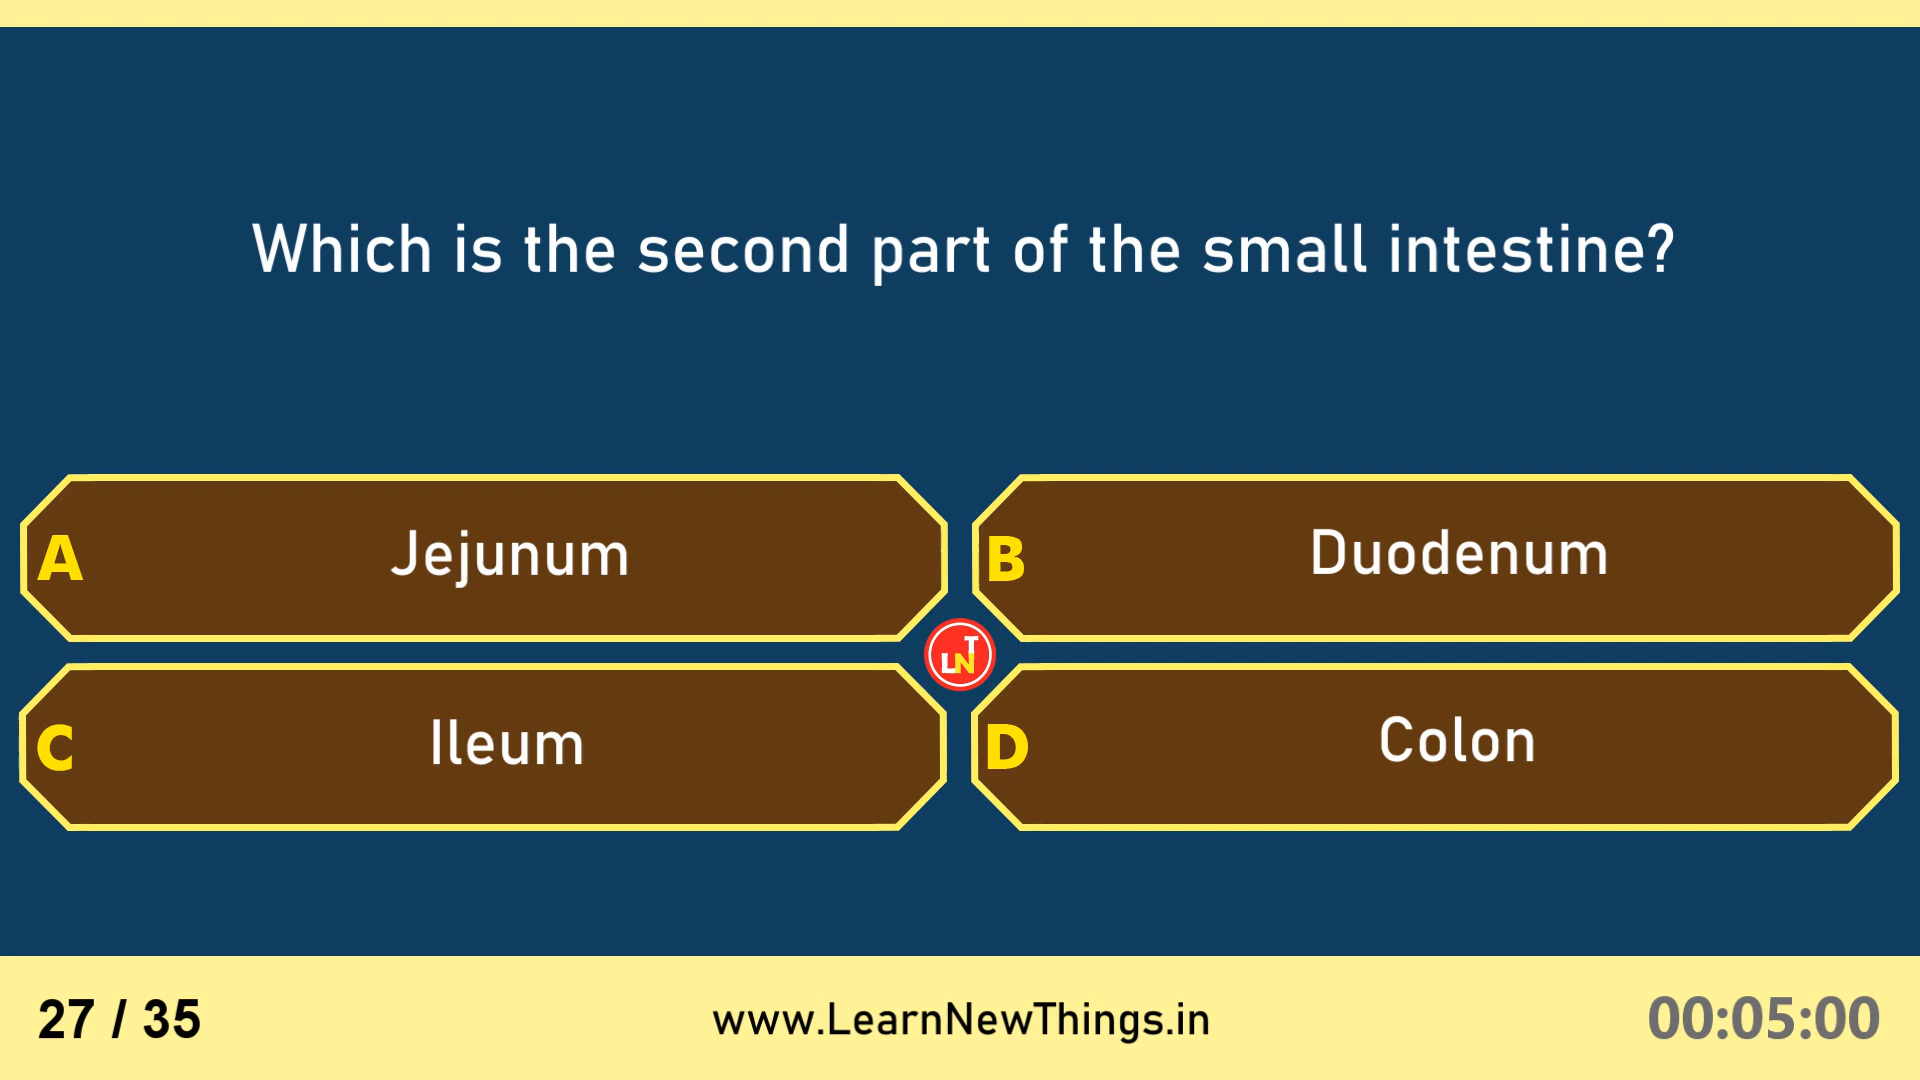 Which is the second part of the small intestine?
A Jejunum
B Duodenum
LNT
C Ileum
D Colon
27 / 35
www.LearnNewThings.in
00:05:00